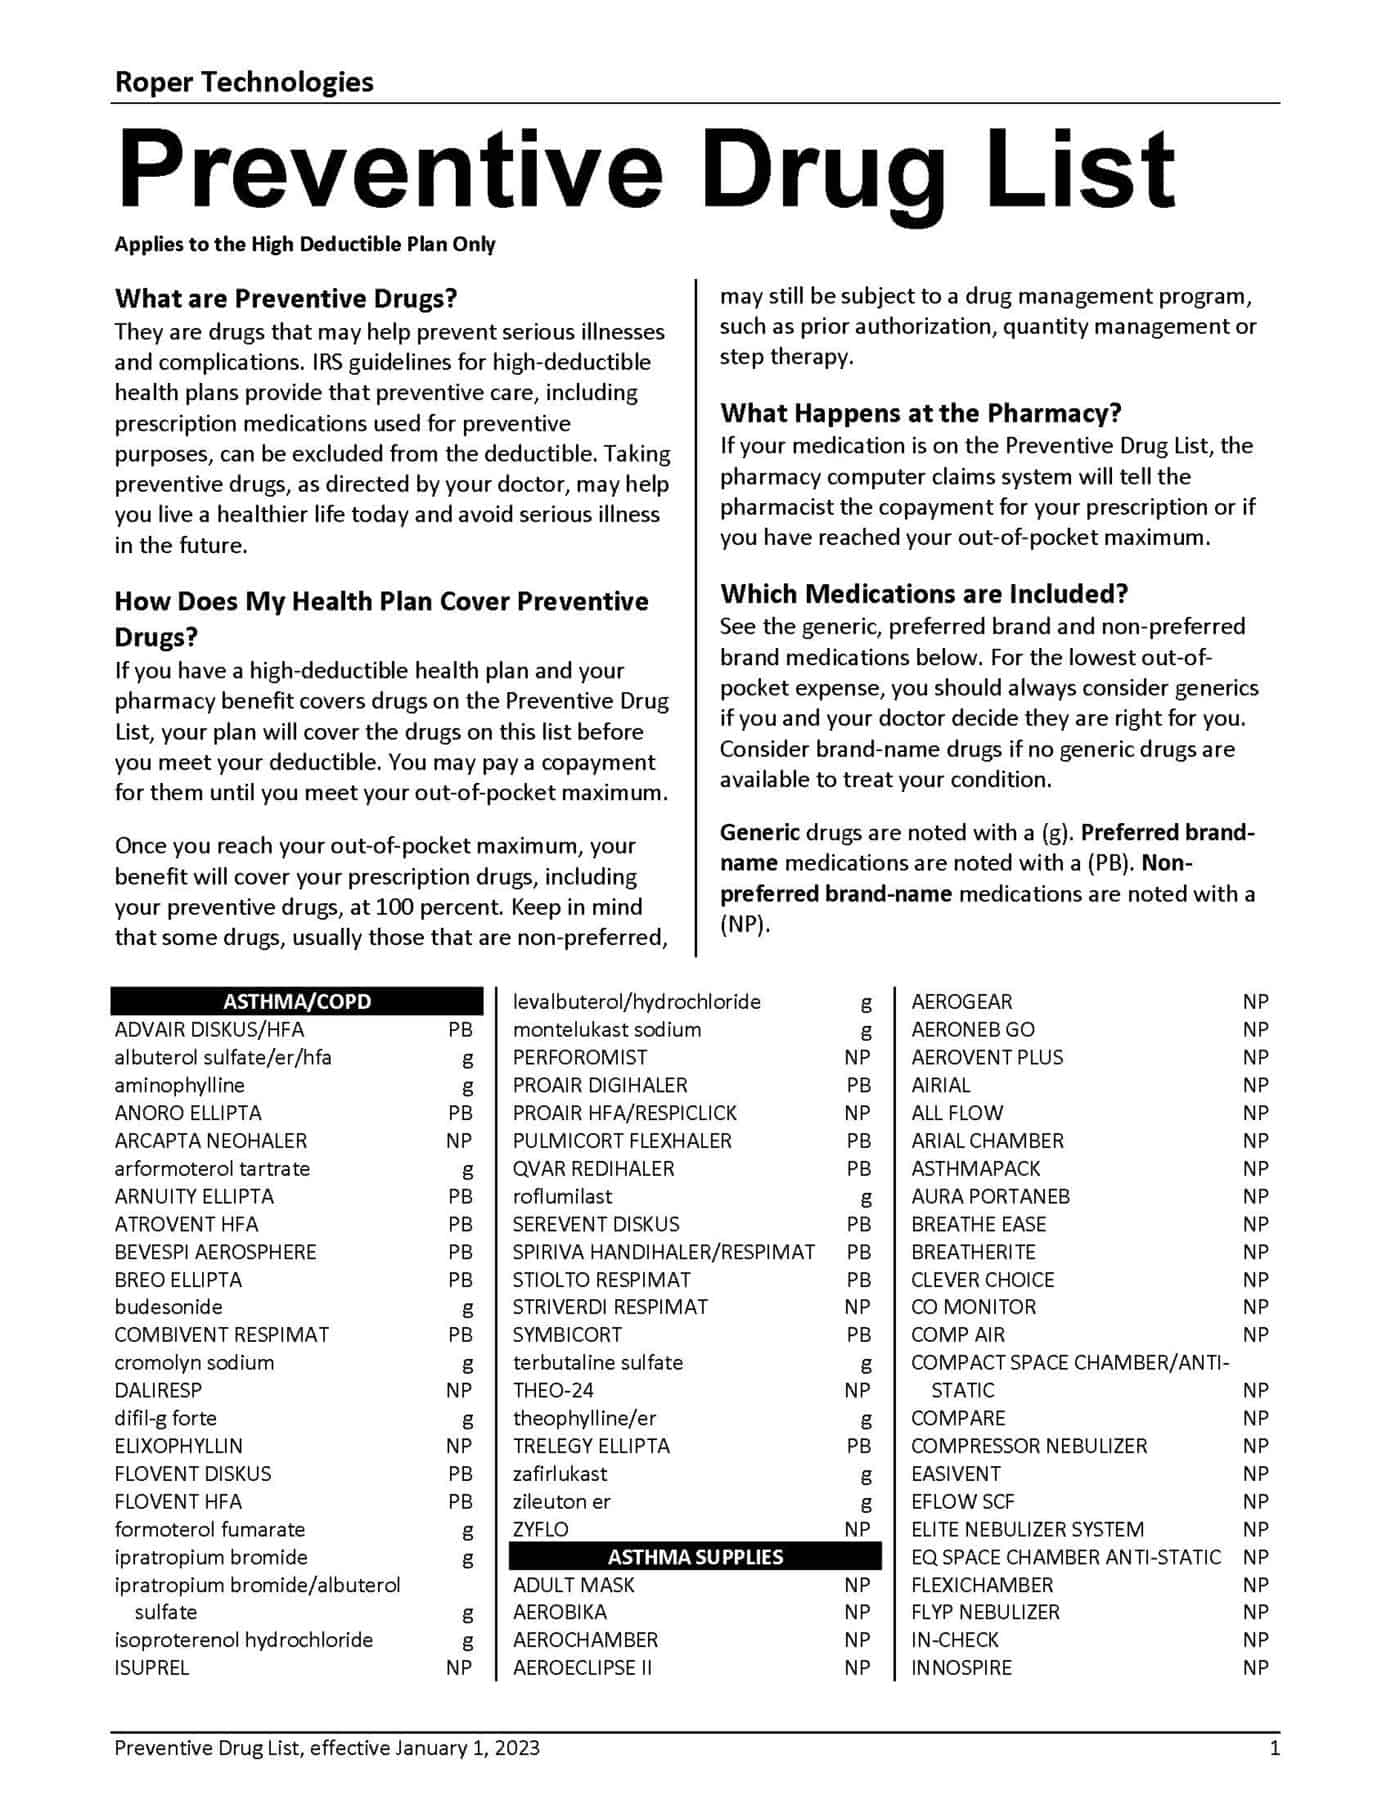 Roper Technologies
Preventive Drug List
Applies to the High Deductible Plan Only
What are Preventive Drugs?
They are drugs that may help prevent serious illnesses
and complications. IRS guidelines for high-deductible
health plans provide that preventive care, including
prescription medications used for preventive
purposes, can be excluded from the deductible. Taking
preventive drugs, as directed by your doctor, may help
you live a healthier life today and avoid serious illness
in the future.
How Does My Health Plan Cover Preventive
Drugs?
If you have a high-deductible health plan and your
pharmacy benefit covers drugs on the Preventive Drug
List, your plan will cover the drugs on this list before
you meet your deductible. You may pay a copayment
for them until you meet your out-of-pocket maximum.
Once you reach your out-of-pocket maximum, your
benefit will cover your prescription drugs, including
your preventive drugs, at 100 percent. Keep in mind
that some drugs, usually those that are non-preferred,
may still be subject to a drug management program,
such as prior authorization, quantity management or
step therapy.
What Happens at the Pharmacy?
If your medication is on the Preventive Drug List, the
pharmacy computer claims system will tell the
pharmacist the copayment for your prescription or if
you have reached your out-of-pocket maximum.
Which Medications are Included?
See the generic, preferred brand and non-preferred
brand medications below. For the lowest out-of-
pocket expense, you should always consider generics
if you and your doctor decide they are right for you.
Consider brand-name drugs if no generic drugs are
available to treat your condition.
Generic drugs are noted with a (g). Preferred brand-
name medications are noted with a (PB). Non-
preferred brand-name medications are noted with a
(NP).
ASTHMA/COPD
ADVAIR DISKUS/HFA PB
albuterol sulfate/er/hfa g
aminophylline g
ANORO ELLIPTA PB
ARCAPTA NEOHALER NP
arformoterol tartrate g
ARNUITY ELLIPTA PB
ATROVENT HFA PB
BEVESPI AEROSPHERE PB
BREO ELLIPTA PB
budesonide g
COMBIVENT RESPIMAT PB
cromolyn sodium g
DALIRESP NP
difil-g forte g
ELIXOPHYLLIN NP
FLOVENT DISKUS PB
FLOVENT HFA PB
formoterol fumarate g
ipratropium bromide g
ipratropium bromide/albuterol
sulfate g
isoproterenol hydrochloride g
ISUPREL NP
levalbuterol/hydrochloride g
montelukast sodium g
PERFOROMIST NP
PROAIR DIGIHALER PB
PROAIR HFA/RESPICLICK NP
PULMICORT FLEXHALER PB
QVAR REDIHALER PB
roflumilast g
SEREVENT DISKUS PB
SPIRIVA HANDIHALER/RESPIMAT PB
STIOLTO RESPIMAT PB
STRIVERDI RESPIMAT NP
SYMBICORT PB
terbutaline sulfate g
THEO-24 NP
theophylline/er g
TRELEGY ELLIPTA PB
zafirlukast g
zileuton er g
ZYFLO NP
ASTHMA SUPPLIES
ADULT MASK NP
AEROBIKA NP
AEROCHAMBER NP
AEROECLIPSE II NP
AEROGEAR NP
AERONEB GO NP
AEROVENT PLUS NP
AIRIAL NP
ALL FLOW NP
ARIAL CHAMBER NP
ASTHMAPACK NP
AURA PORTANEB NP
BREATHE EASE NP
BREATHERITE NP
CLEVER CHOICE NP
CO MONITOR NP
COMP AIR NP
COMPACT SPACE CHAMBER/ANTI-
STATIC NP
COMPARE NP
COMPRESSOR NEBULIZER NP
EASIVENT NP
EFLOW SCF NP
ELITE NEBULIZER SYSTEM NP
EQ SPACE CHAMBER ANTI-STATIC NP
FLEXICHAMBER NP
FLYP NEBULIZER NP
IN-CHECK NP
INNOSPIRE NP
Preventive Drug List, effective January 1, 2023 1